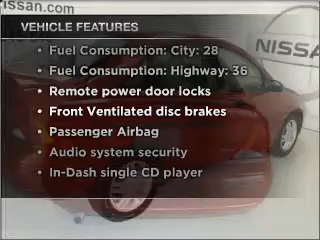 issan.com
VEHICLE FEATURES
NISSAN
• Fuel Consumption: City: 28
• Fuel Consumption: Highway: 36
• Remote power door locks
• Front Ventilated disc brakes
• Passenger Airbag
• Audio system security
• In-Dash single CD player